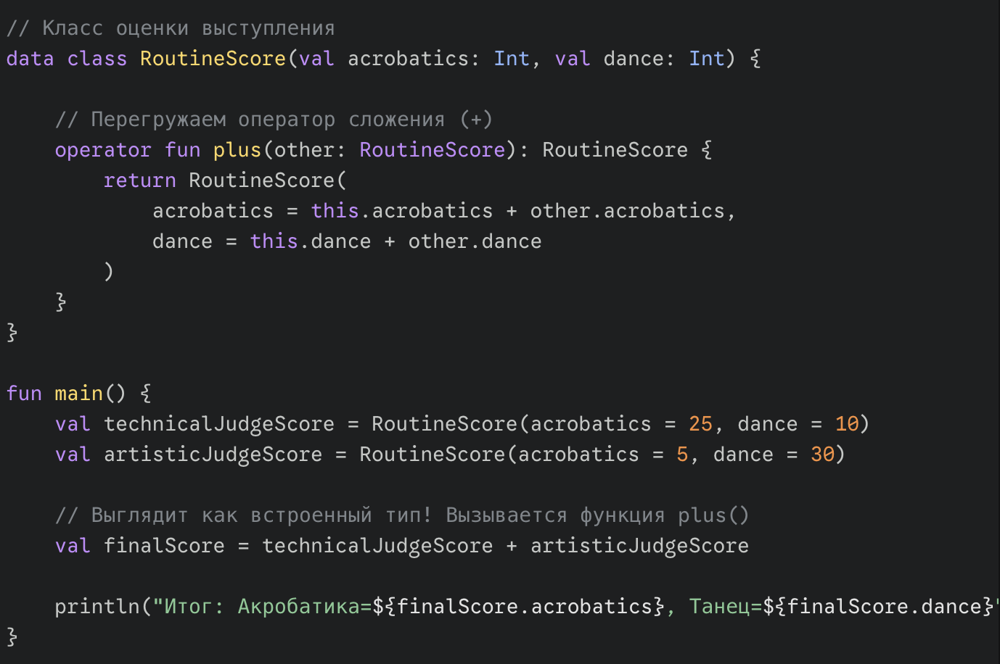 // Класс оценки выступления
data class RoutineScore(val acrobatics: Int, val dance: Int) {
// Перегружаем оператор сложения (+)
operator fun plus(other: RoutineScore): RoutineScore {
return RoutineScore(
acrobatics = this.acrobatics + other.acrobatics,
dance = this.dance + other.dance
)
}
}
fun main() {
val technicalJudgeScore = RoutineScore(acrobatics = 25, dance = 10)
val artisticJudgeScore = RoutineScore(acrobatics = 5, dance = 30)
// Выглядит как встроенный тип! Вызывается функция plus()
val finalScore = technicalJudgeScore + artisticJudgeScore
println("Итог: Акробатика=${finalScore.acrobatics}, Танец=${finalScore.dance}"
}